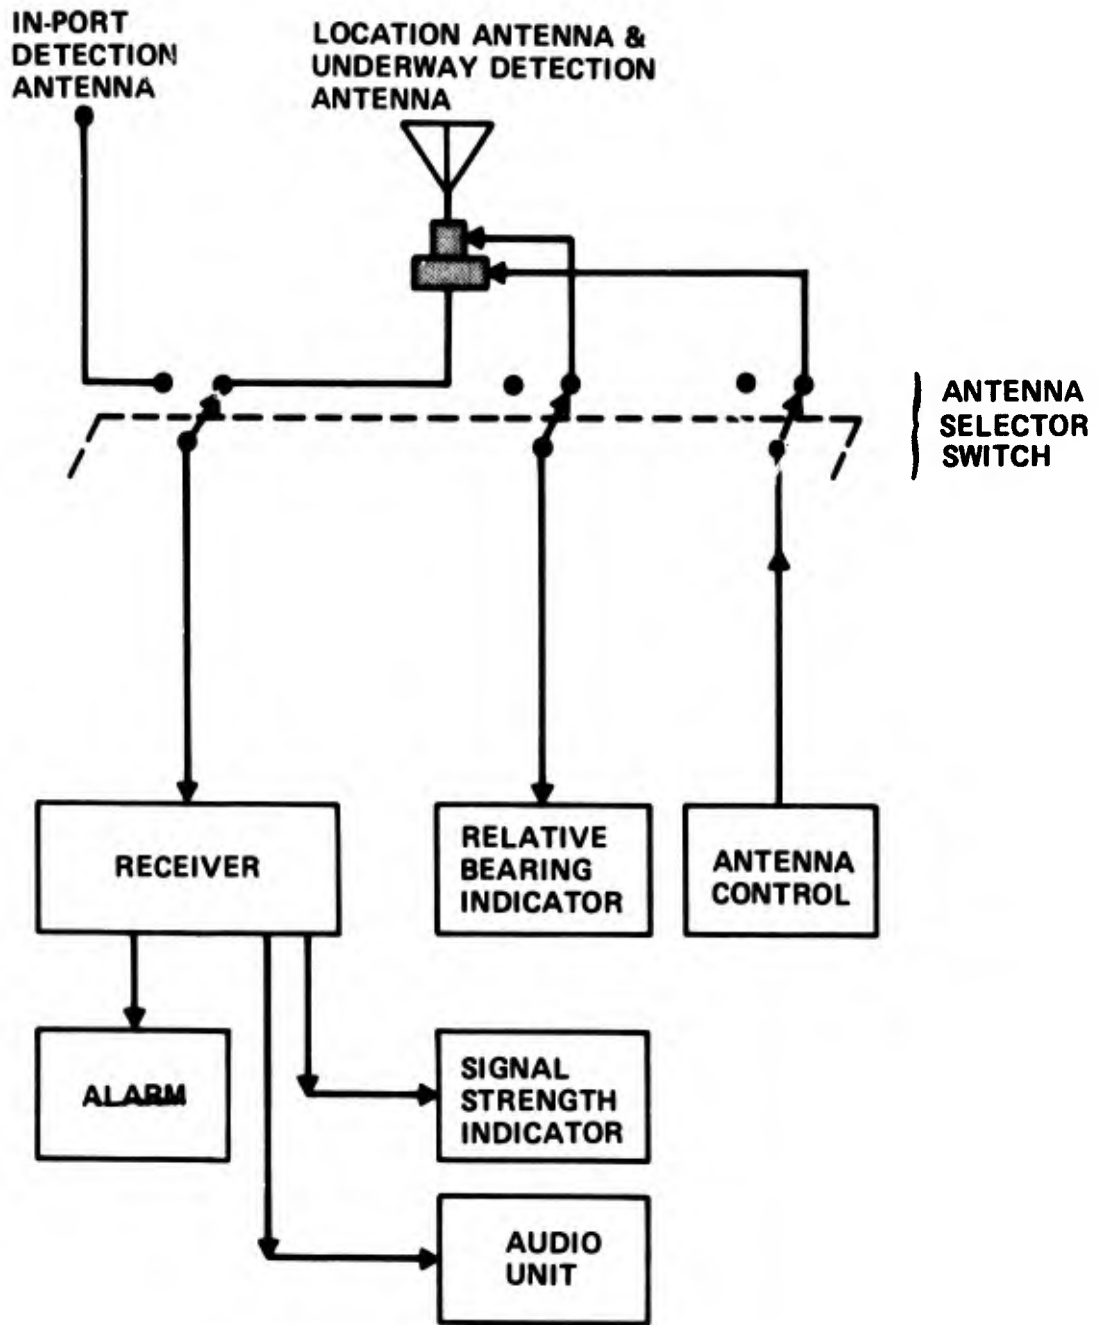 IN-PORT
DETECTION
ANTENNA
LOCATION ANTENNA &
UNDERWAY DETECTION
ANTENNA
ANTENNA
SELECTOR
SWITCH
RECEIVER
RELATIVE
BEARING
INDICATOR
ANTENNA
CONTROL
ALARM
SIGNAL
STRENGTH
INDICATOR
AUDIO
UNIT